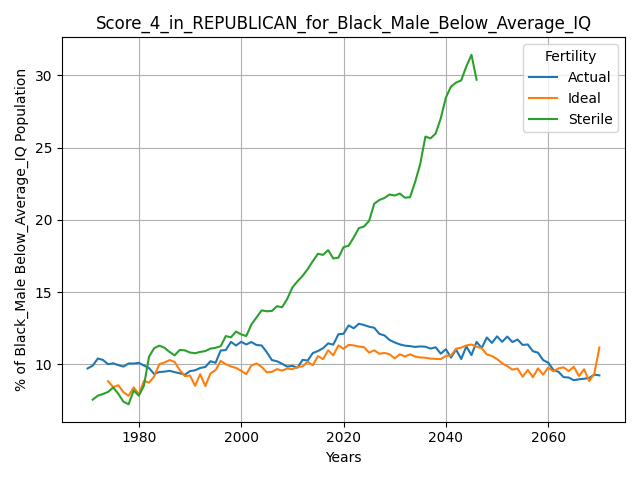 Score_4_in_REPUBLICAN_for_Black_Male_Below_Average_IQ
% of Black_Male Below_Average_IQ Population
30
25
20
15
10
Fertility
Actual
Ideal
Sterile
1980 2000 2020 2040 2060
Years